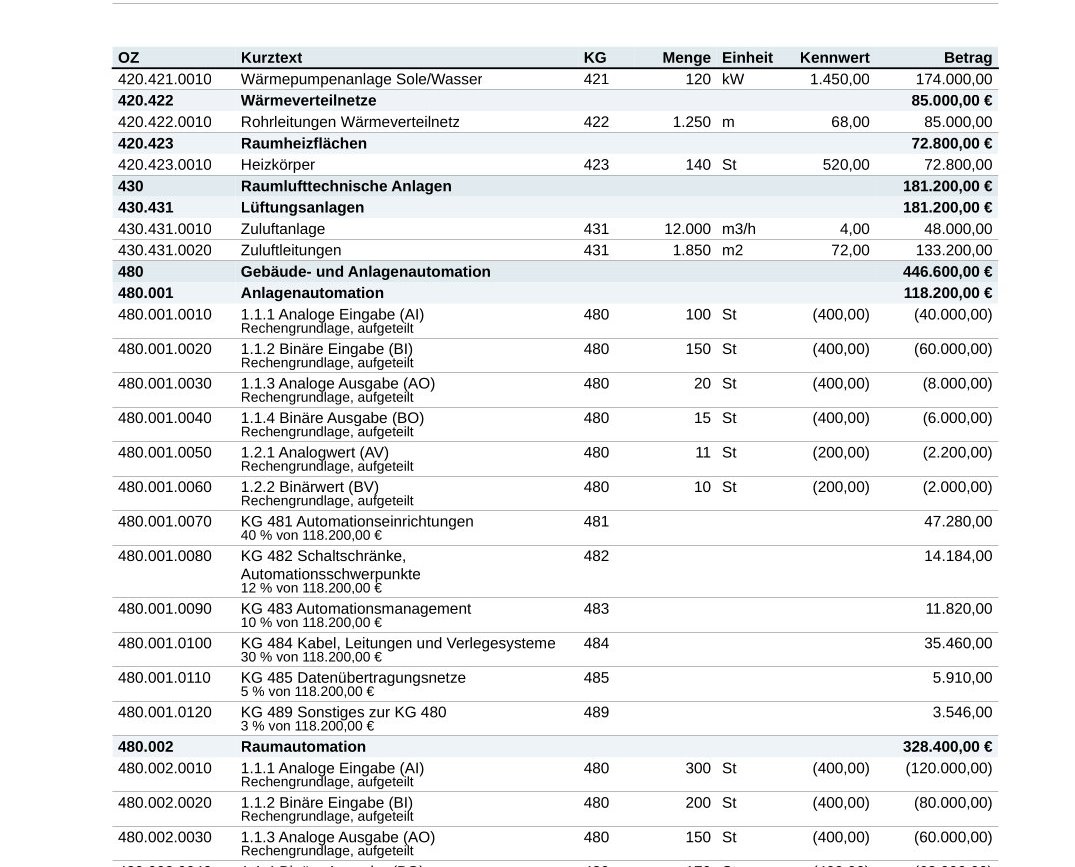 OZ Kurztext KG Menge Einheit Kennwert Betrag
420.421.0010 Wärmepumpenanlage Sole/Wasser 421 120 kW 1.450,00 174.000,00
420.422 Wärmeverteilnetze 85.000,00 €
420.422.0010 Rohrleitungen Wärmeverteilnetz 422 1.250 m 68,00 85.000,00
420.423 Raumheizflächen 72.800,00 €
420.423.0010 Heizkörper 423 140 St 520,00 72.800,00
430 Raumlufttechnische Anlagen 181.200,00 €
430.431 Lüftungsanlagen 181.200,00 €
430.431.0010 Zuluftanlage 431 12.000 m3/h 4,00 48.000,00
430.431.0020 Zuluftleitungen 431 1.850 m2 72,00 133.200,00
480 Gebäude- und Anlagenautomation 446.600,00 €
480.001 Anlagenautomation 118.200,00 €
480.001.0010 1.1.1 Analoge Eingabe (AI) 480 100 St (400,00) (40.000,00)
Rechengrundlage, aufgeteilt
480.001.0020 1.1.2 Binäre Eingabe (BI) 480 150 St (400,00) (60.000,00)
Rechengrundlage, aufgeteilt
480.001.0030 1.1.3 Analoge Ausgabe (AO) 480 20 St (400,00) (8.000,00)
Rechengrundlage, aufgeteilt
480.001.0040 1.1.4 Binäre Ausgabe (BO) 480 15 St (400,00) (6.000,00)
Rechengrundlage, aufgeteilt
480.001.0050 1.2.1 Analogwert (AV) 480 11 St (200,00) (2.200,00)
Rechengrundlage, aufgeteilt
480.001.0060 1.2.2 Binärwert (BV) 480 10 St (200,00) (2.000,00)
Rechengrundlage, aufgeteilt
480.001.0070 KG 481 Automationseinrichtungen 481 47.280,00
40 % von 118.200,00 €
480.001.0080 KG 482 Schaltschränke, 482 14.184,00
Automationsschwerpunkte
12 % von 118.200,00 €
480.001.0090 KG 483 Automationsmanagement 483 11.820,00
10 % von 118.200,00 €
480.001.0100 KG 484 Kabel, Leitungen und Verlegesysteme 484 35.460,00
30 % von 118.200,00 €
480.001.0110 KG 485 Datenübertragungsnetze 485 5.910,00
5 % von 118.200,00 €
480.001.0120 KG 489 Sonstiges zur KG 480 489 3.546,00
3 % von 118.200,00 €
480.002 Raumautomation 328.400,00 €
480.002.0010 1.1.1 Analoge Eingabe (AI) 480 300 St (400,00) (120.000,00)
Rechengrundlage, aufgeteilt
480.002.0020 1.1.2 Binäre Eingabe (BI) 480 200 St (400,00) (80.000,00)
Rechengrundlage, aufgeteilt
480.002.0030 1.1.3 Analoge Ausgabe (AO) 480 150 St (400,00) (60.000,00)
Rechengrundlage, aufgeteilt